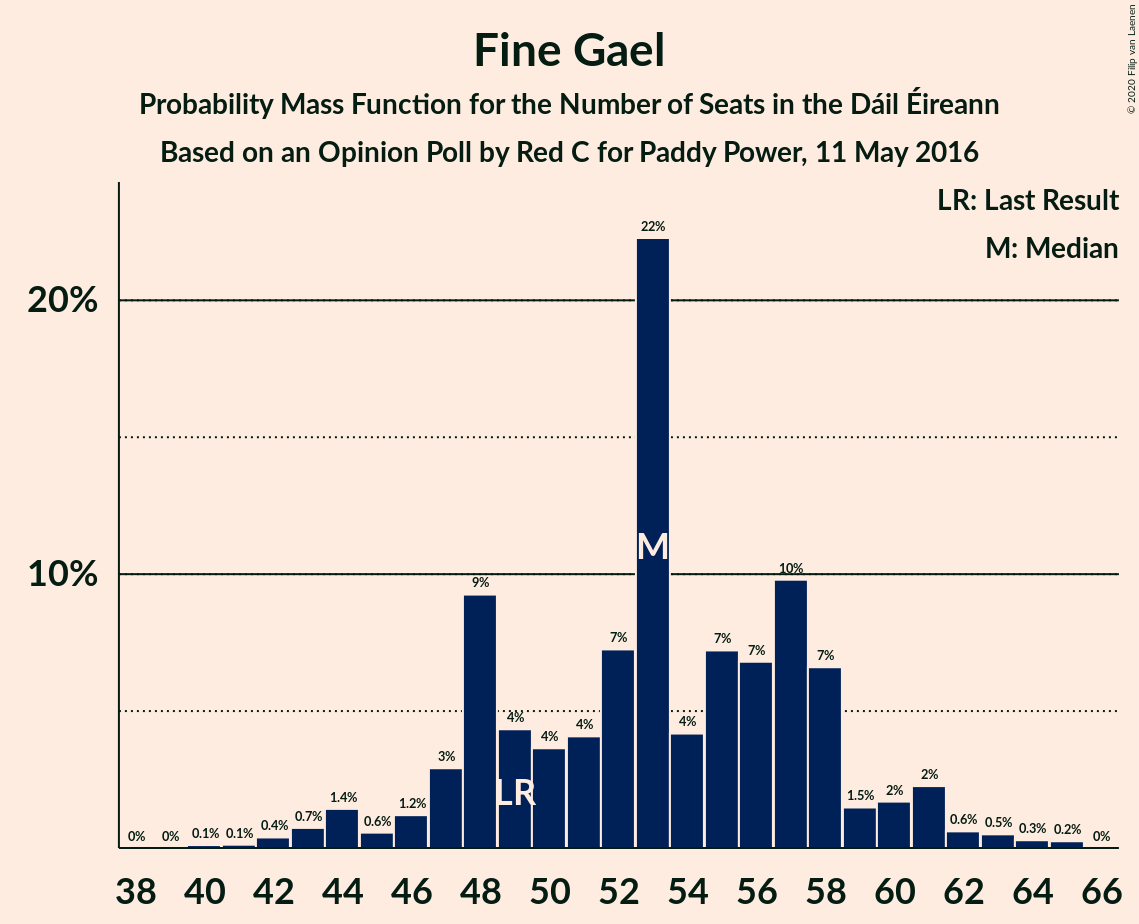 Fine Gael
Probability Mass Function for the Number of Seats in the Dáil Éireann
Based on an Opinion Poll by Red C for Paddy Power, 11 May 2016
© 2020 Filip van Laenen
LR: Last Result
M: Median
20%
10%
0% 0% 0.1% 0.1% 0.4% 0.7% 1.4% 0.6% 1.2% 3% 9% 4% 4% 4% 7% 22% 4% 7% 7% 10% 7% 1.5% 2% 2% 0.6% 0.5% 0.3% 0.2% 0%
M
LR
38 40 42 44 46 48 50 52 54 56 58 60 62 64 66